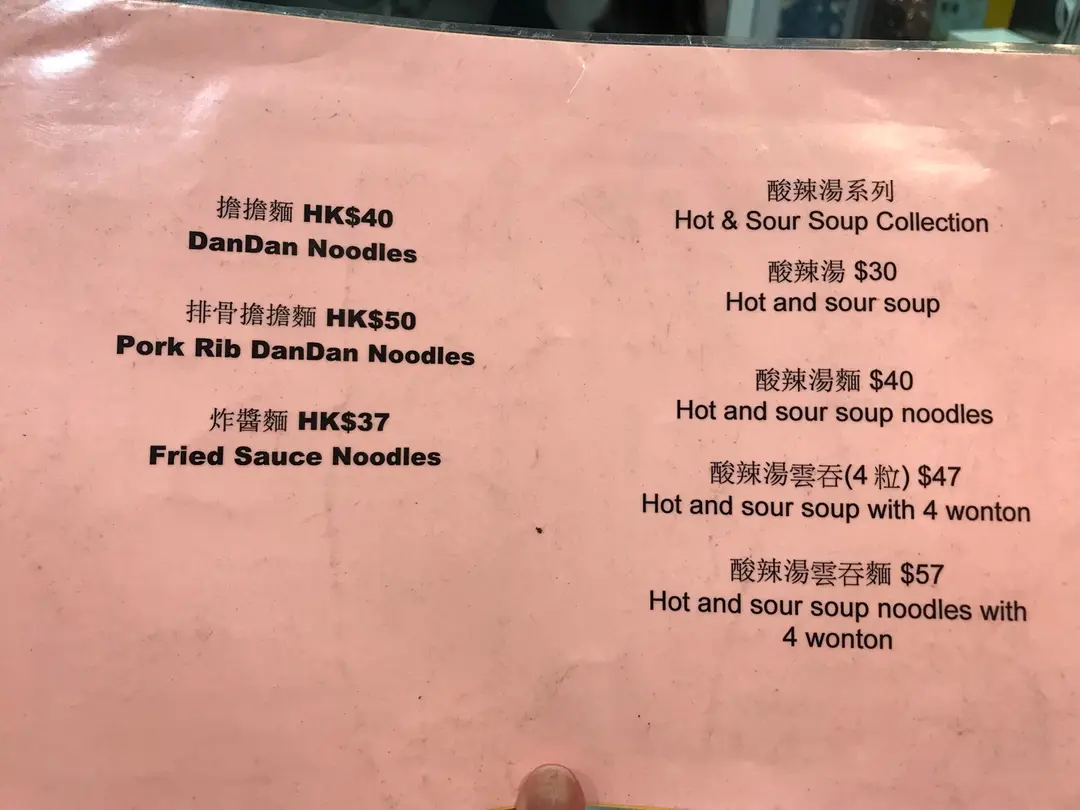 擔擔麵 HK$40
DanDan Noodles
排骨擔擔麵 HK$50
Pork Rib DanDan Noodles
炸醬麵 HK$37
Fried Sauce Noodles
酸辣湯系列
Hot & Sour Soup Collection
酸辣湯 $30
Hot and sour soup
酸辣湯麵 $40
Hot and sour soup noodles
酸辣湯雲吞(4 粒) $47
Hot and sour soup with 4 wonton
酸辣湯雲吞麵 $57
Hot and sour soup noodles with
4 wonton